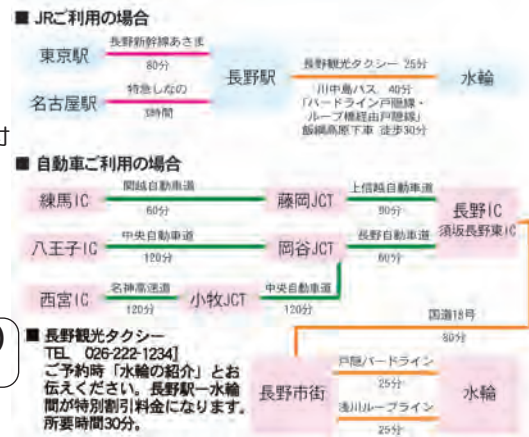 ■ JRご利用の場合
東京駅
長野新幹線あさま
80分
名古屋駅
特急しなの
3時間
長野駅
長野観光タクシー 25分
川中島バス 40分
「バードライン戸隠線・
ループ橋経由戸隠線」
飯綱高原下車 徒歩30分
水輪
■ 自動車ご利用の場合
練馬IC
関越自動車道
60分
藤岡JCT
上信越自動車道
90分
八王子IC
中央自動車道
120分
岡谷JCT
長野自動車道
60分
長野IC
須坂長野東IC
西宮IC
名神高速道
120分
小牧JCT
中央自動車道
120分
国道18号
30分
■ 長野観光タクシー
TEL 026-222-1234]
ご予約時「水輪の紹介」とお
伝えください。長野駅ー水輪
間が特別割引料金になります。
所要時間30分。
長野市街
戸隠バードライン
25分
浅川ループライン
25分
水輪